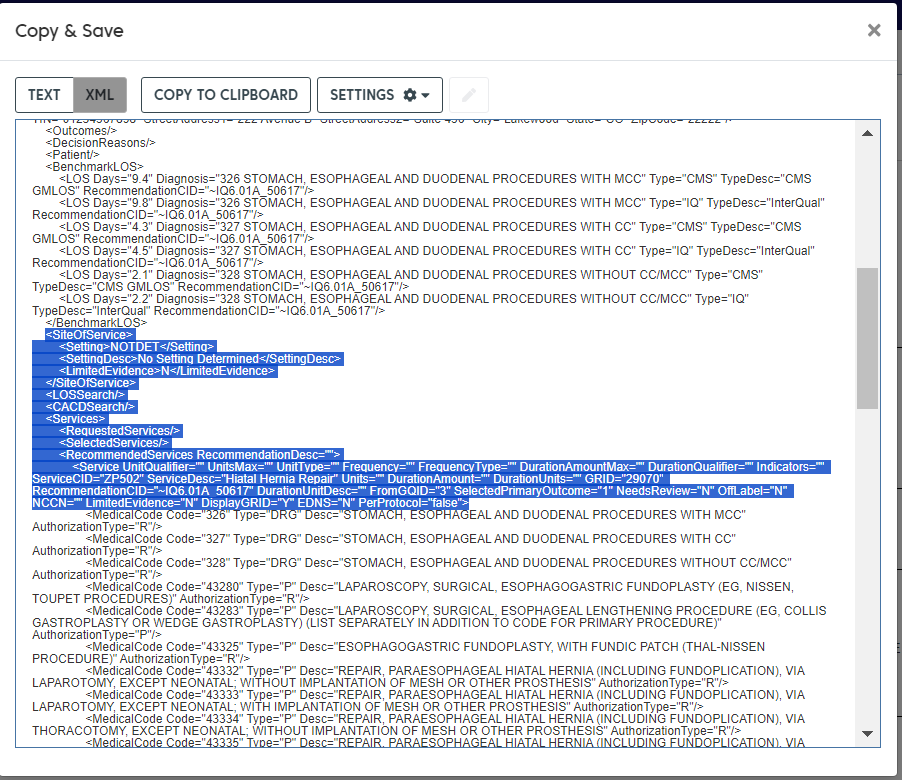 Copy & Save
×
TEXT
XML
COPY TO CLIPBOARD
SETTINGS
<Outcomes/>
<DecisionReasons/>
<Patient/>
<BenchmarkLOS>
<LOS Days="9.4" Diagnosis="326 STOMACH, ESOPHAGEAL AND DUODENAL PROCEDURES WITH MCC" Type="CMS" TypeDesc="CMS
GMLOS" RecommendationCID="~IQ6.01A_50617"/>
<LOS Days="9.8" Diagnosis="326 STOMACH, ESOPHAGEAL AND DUODENAL PROCEDURES WITH MCC" Type="IQ" TypeDesc="InterQual"
RecommendationCID="~IQ6.01A_50617"/>
<LOS Days="4.3" Diagnosis="327 STOMACH, ESOPHAGEAL AND DUODENAL PROCEDURES WITH CC" Type="CMS" TypeDesc="CMS
GMLOS" RecommendationCID="~IQ6.01A_50617"/>
<LOS Days="4.5" Diagnosis="327 STOMACH, ESOPHAGEAL AND DUODENAL PROCEDURES WITH CC" Type="IQ" TypeDesc="InterQual"
RecommendationCID="~IQ6.01A_50617"/>
<LOS Days="2.1" Diagnosis="328 STOMACH, ESOPHAGEAL AND DUODENAL PROCEDURES WITHOUT CC/MCC" Type="CMS"
TypeDesc="CMS GMLOS" RecommendationCID="~IQ6.01A_50617"/>
<LOS Days="2.2" Diagnosis="328 STOMACH, ESOPHAGEAL AND DUODENAL PROCEDURES WITHOUT CC/MCC" Type="IQ"
TypeDesc="InterQual" RecommendationCID="~IQ6.01A_50617"/>
</BenchmarkLOS>
<SiteOfService>
<Setting>NOTDET</Setting>
<SettingDesc>No Setting Determined</SettingDesc>
<LimitedEvidence>N</LimitedEvidence>
</SiteOfService>
<LOSSearch/>
<CACDSearch/>
<Services>
<RequestedServices/>
<SelectedServices/>
<RecommendedServices RecommendationDesc="">
<Service UnitQualifier="" UnitsMax="" UnitType="" Frequency="" FrequencyType="" DurationAmountMax="" DurationQualifier="" Indicators=""
ServiceCID="ZP502" ServiceDesc="Hiatal Hernia Repair" Units="" DurationAmount="" DurationUnits="" GRID="29070"
RecommendationCID="~IQ6.01A_50617" DurationUnitDesc="" FromGQID="3" SelectedPrimaryOutcome="1" NeedsReview="N" OffLabel="N"
NCCN="" LimitedEvidence="N" DisplayGRID="Y" EDNS="N" PerProtocol="false">
<MedicalCode Code="326" Type="DRG" Desc="STOMACH, ESOPHAGEAL AND DUODENAL PROCEDURES WITH MCC"
AuthorizationType="R"/>
<MedicalCode Code="327" Type="DRG" Desc="STOMACH, ESOPHAGEAL AND DUODENAL PROCEDURES WITH CC"
AuthorizationType="R"/>
<MedicalCode Code="328" Type="DRG" Desc="STOMACH, ESOPHAGEAL AND DUODENAL PROCEDURES WITHOUT CC/MCC"
AuthorizationType="R"/>
<MedicalCode Code="43280" Type="P" Desc="LAPAROSCOPY, SURGICAL, ESOPHAGOGASTRIC FUNDOPLASTY (EG, NISSEN,
TOUPET PROCEDURES)" AuthorizationType="R"/>
<MedicalCode Code="43283" Type="P" Desc="LAPAROSCOPY, SURGICAL, ESOPHAGEAL LENGTHENING PROCEDURE (EG, COLLIS
GASTROPLASTY OR WEDGE GASTROPLASTY) (LIST SEPARATELY IN ADDITION TO CODE FOR PRIMARY PROCEDURE)"
AuthorizationType="P"/>
<MedicalCode Code="43325" Type="P" Desc="ESOPHAGOGASTRIC FUNDOPLASTY, WITH FUNDIC PATCH (THAL-NISSEN
PROCEDURE)" AuthorizationType="R"/>
<MedicalCode Code="43332" Type="P" Desc="REPAIR, PARAESOPHAGEAL HIATAL HERNIA (INCLUDING FUNDOPLICATION), VIA
LAPAROTOMY, EXCEPT NEONATAL; WITHOUT IMPLANTATION OF MESH OR OTHER PROSTHESIS" AuthorizationType="R"/>
<MedicalCode Code="43333" Type="P" Desc="REPAIR, PARAESOPHAGEAL HIATAL HERNIA (INCLUDING FUNDOPLICATION), VIA
LAPAROTOMY, EXCEPT NEONATAL; WITH IMPLANTATION OF MESH OR OTHER PROSTHESIS" AuthorizationType="R"/>
<MedicalCode Code="43334" Type="P" Desc="REPAIR, PARAESOPHAGEAL HIATAL HERNIA (INCLUDING FUNDOPLICATION), VIA
THORACOTOMY, EXCEPT NEONATAL; WITHOUT IMPLANTATION OF MESH OR OTHER PROSTHESIS" AuthorizationType="R"/>
<MedicalCode Code="43335" Type="P" Desc="REPAIR, PARAESOPHAGEAL HIATAL HERNIA (INCLUDING FUNDOPLICATION), VIA